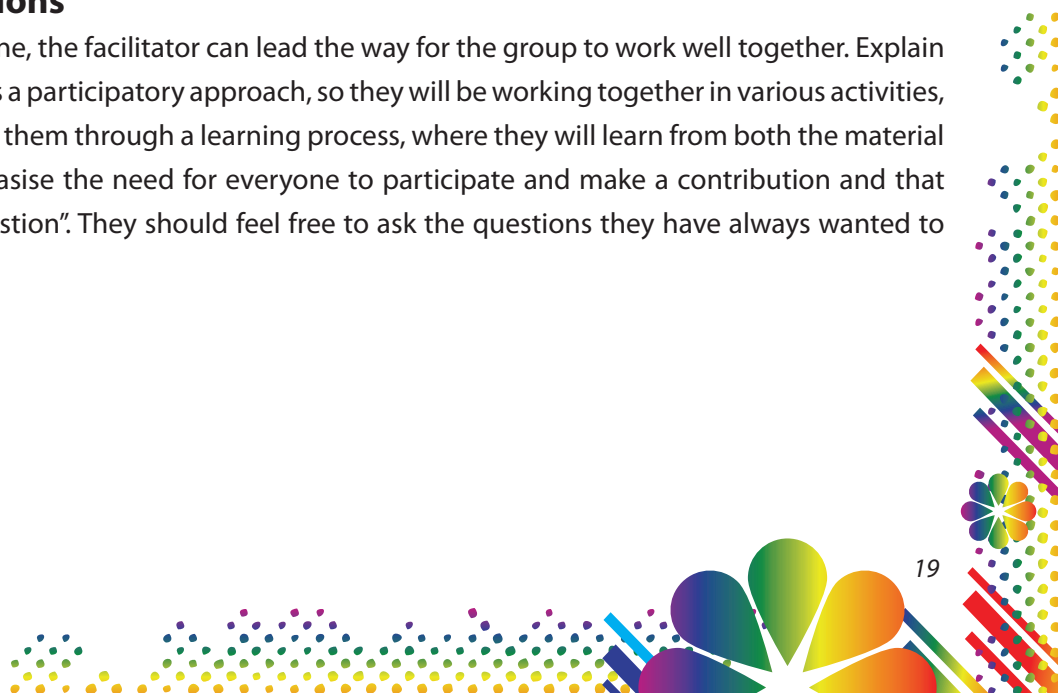 ions
ne, the facilitator can lead the way for the group to work well together. Explain
s a participatory approach, so they will be working together in various activities,
them through a learning process, where they will learn from both the material
asise the need for everyone to participate and make a contribution and that
stion”. They should feel free to ask the questions they have always wanted to
19